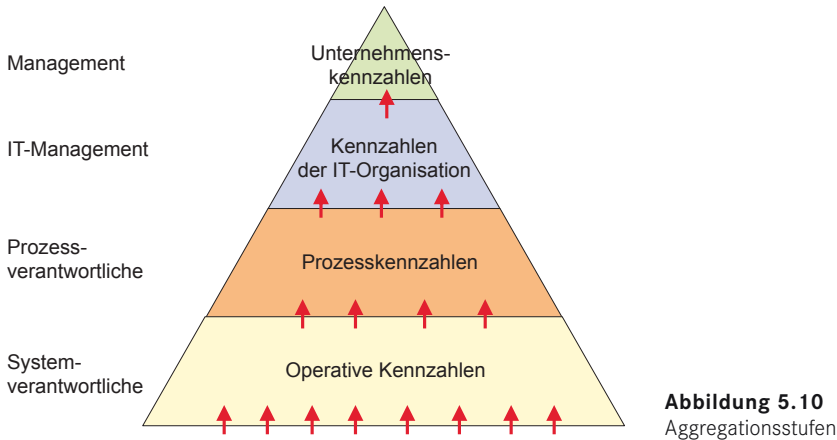 Management
Unternehmens-
kennzahlen
IT-Management
Kennzahlen
der IT-Organisation
Prozess-
verantwortliche
Prozesskennzahlen
System-
verantwortliche
Operative Kennzahlen
Abbildung 5.10
Aggregationsstufen